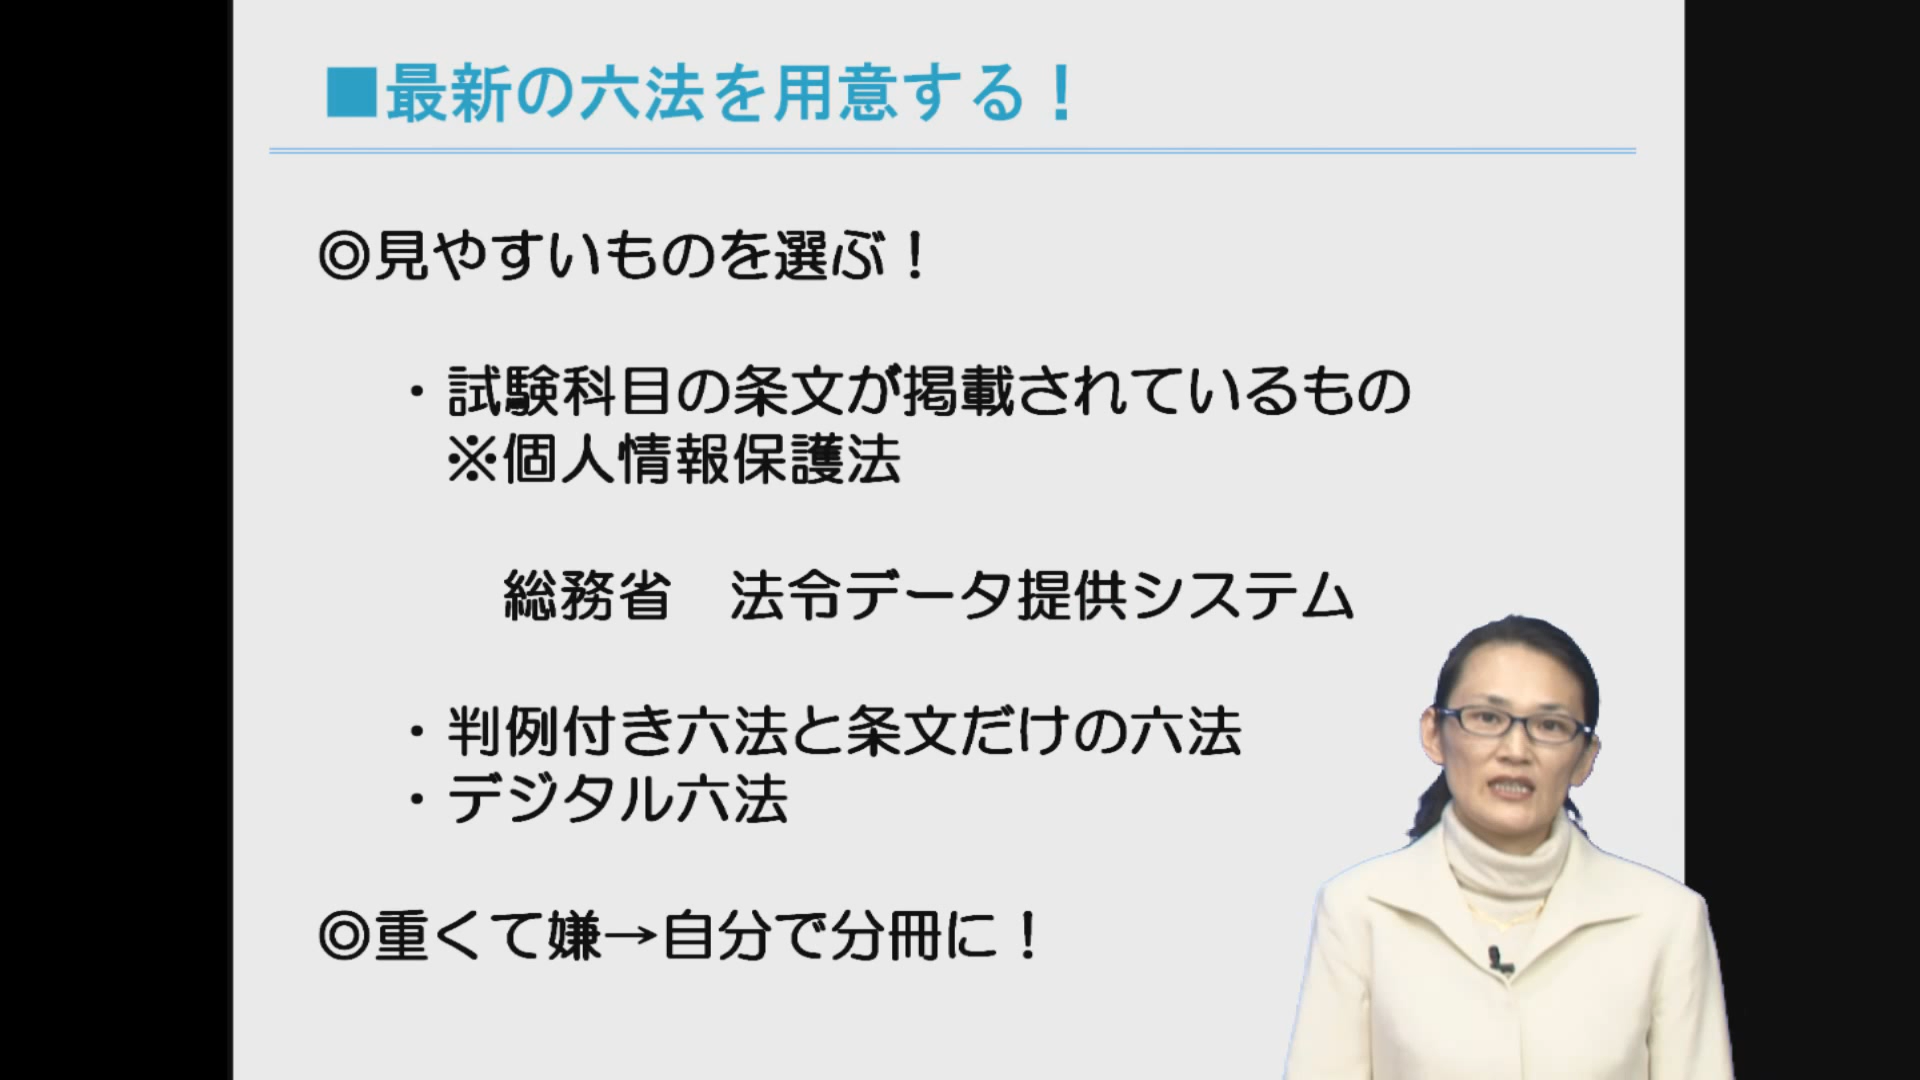 ■最新の六法を用意する！
◎見やすいものを選ぶ！
・試験科目の条文が掲載されているもの
※個人情報保護法
総務省　法令データ提供システム
・判例付き六法と条文だけの六法
・デジタル六法
◎重くて嫌→自分で分冊に！